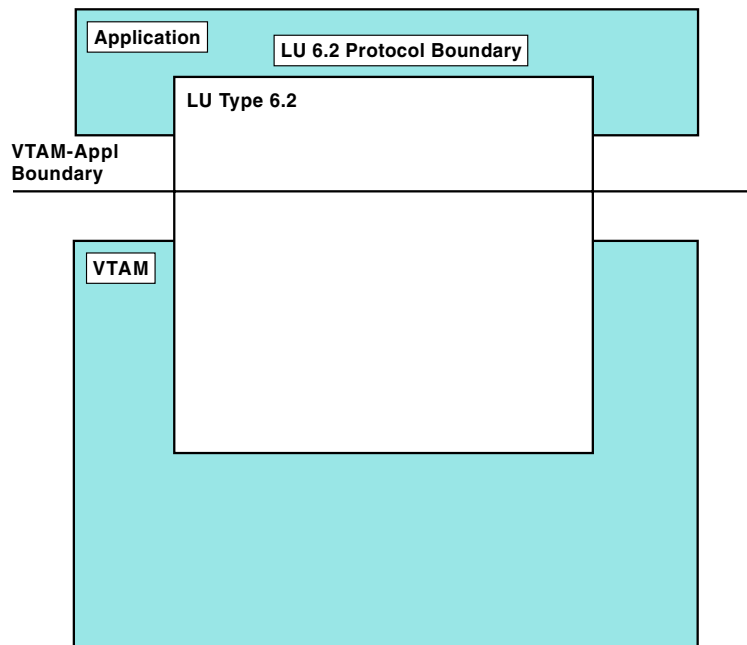 Application
LU 6.2 Protocol Boundary
LU Type 6.2
VTAM-Appl
Boundary
VTAM